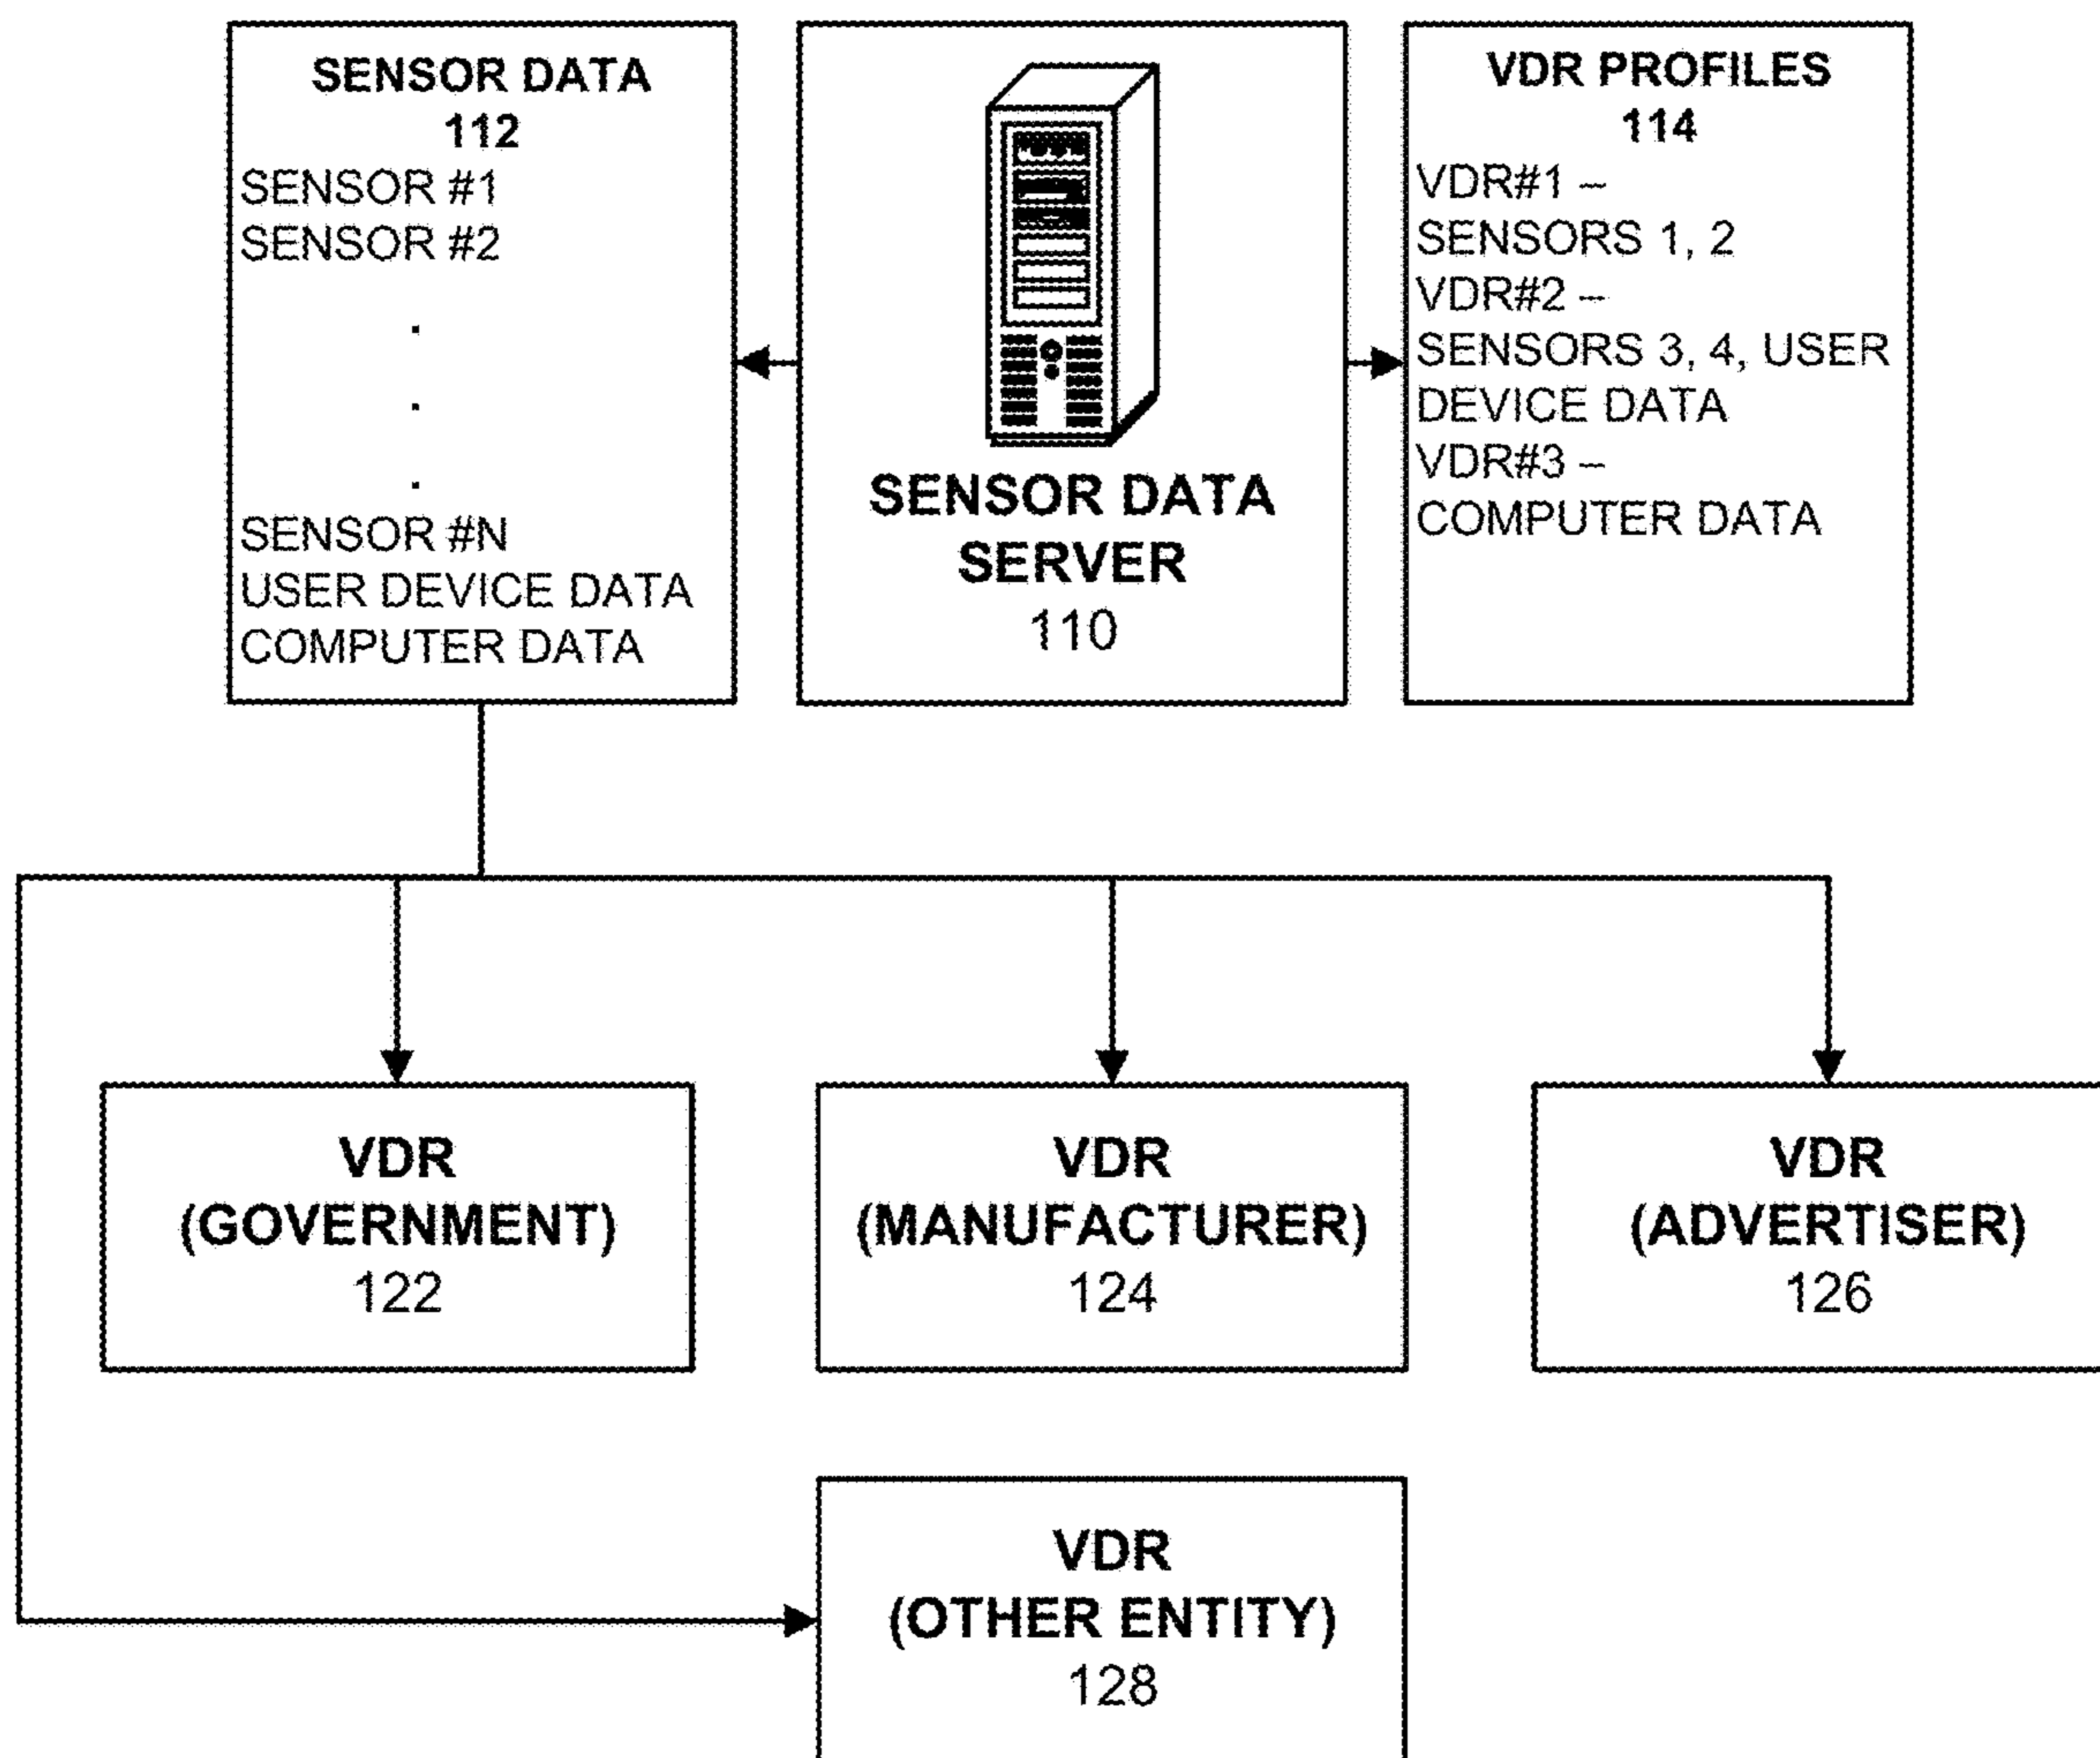 SENSOR DATA
112
SENSOR #1
SENSOR #2
.
.
.
SENSOR #N
USER DEVICE DATA
COMPUTER DATA
SENSOR DATA
SERVER
110
VDR PROFILES
114
VDR#1 –
SENSORS 1, 2
VDR#2 –
SENSORS 3, 4, USER
DEVICE DATA
VDR#3 –
COMPUTER DATA
VDR
(GOVERNMENT)
122
VDR
(MANUFACTURER)
124
VDR
(ADVERTISER)
126
VDR
(OTHER ENTITY)
128